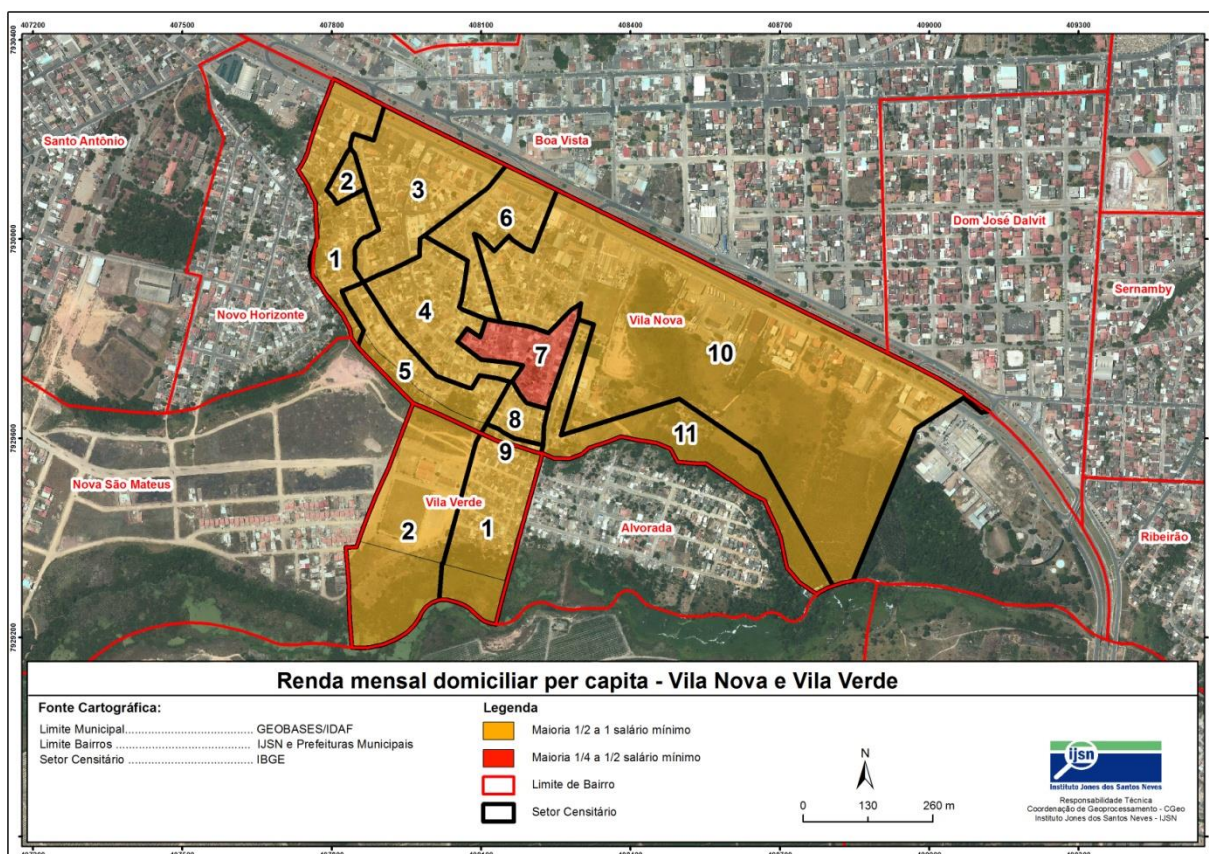 407200 407500 407800 408100 408400 408700 409000 409300
7930400
7930000
7929600
7929200
Santo Antônio
Boa Vista
Dom José Dalvit
Sernamby
Novo Horizonte
Vila Nova
Nova São Mateus
Vila Verde
Alvorada
Ribeirão
1
2
3
4
5
6
7
8
9
10
11
2
1
Renda mensal domiciliar per capita - Vila Nova e Vila Verde
Fonte Cartográfica:
Limite Municipal.......................... GEOBASES/IDAF
Limite Bairros ............................ IJSN e Prefeituras Municipais
Setor Censitário .......................... IBGE
Legenda
Maioria 1/2 a 1 salário mínimo
Maioria 1/4 a 1/2 salário mínimo
Limite de Bairro
Setor Censitário
N
0 130 260 m
ijsn
Instituto Jones dos Santos Neves
Responsabilidade Técnica
Coordenação de Geoprocessamento - CGeo
Instituto Jones dos Santos Neves - IJSN